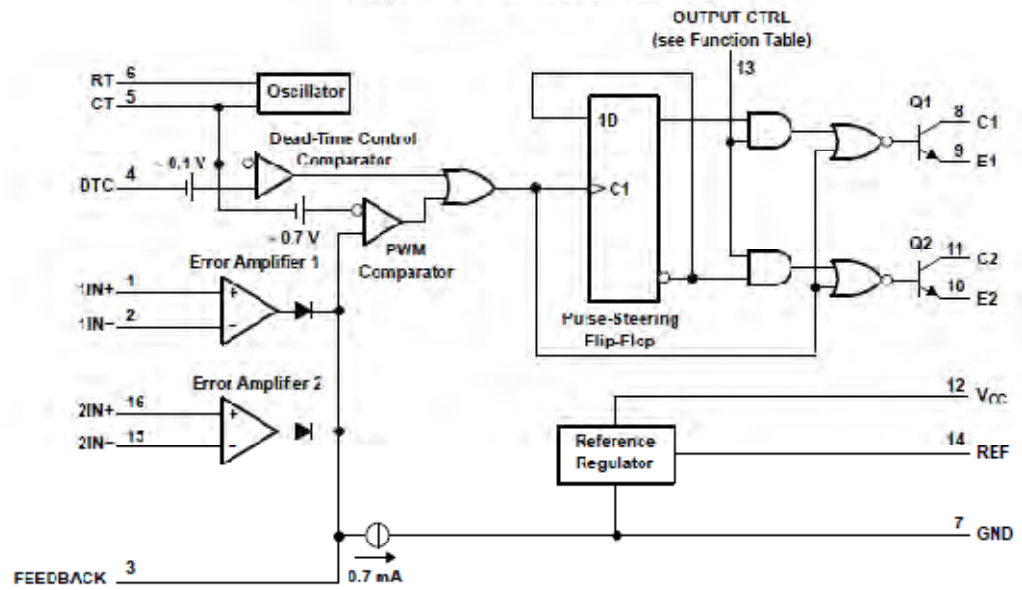 OUTPUT CTRL
(see Function Table)
13
RT 6
CT 5
Oscillator
Dead-Time Control
Comparator
~ 0.1 V
DTC 4
~ 0.7 V
PWM
Comparator
1D
C1
Pulse-Steering
Flip-Flop
Q1
8 C1
9 E1
Q2
11 C2
10 E2
Error Amplifier 1
1IN+ 1
1IN− 2
+
−
Error Amplifier 2
2IN+ 16
2IN− 15
+
−
Reference
Regulator
12 VCC
14 REF
7 GND
0.7 mA
FEEDBACK 3